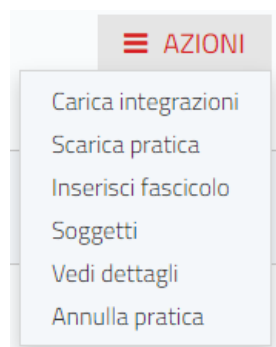 AZIONI
Carica integrazioni
Scarica pratica
Inserisci fascicolo
Soggetti
Vedi dettagli
Annulla pratica